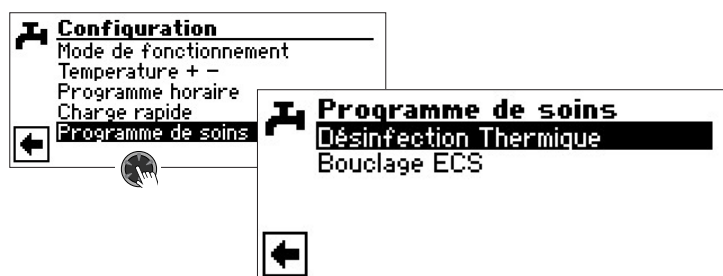 Configuration
Mode de fonctionnement
Temperature + -
Programme horaire
Charge rapide
Programme de soins
Programme de soins
Désinfection Thermique
Bouclage ECS